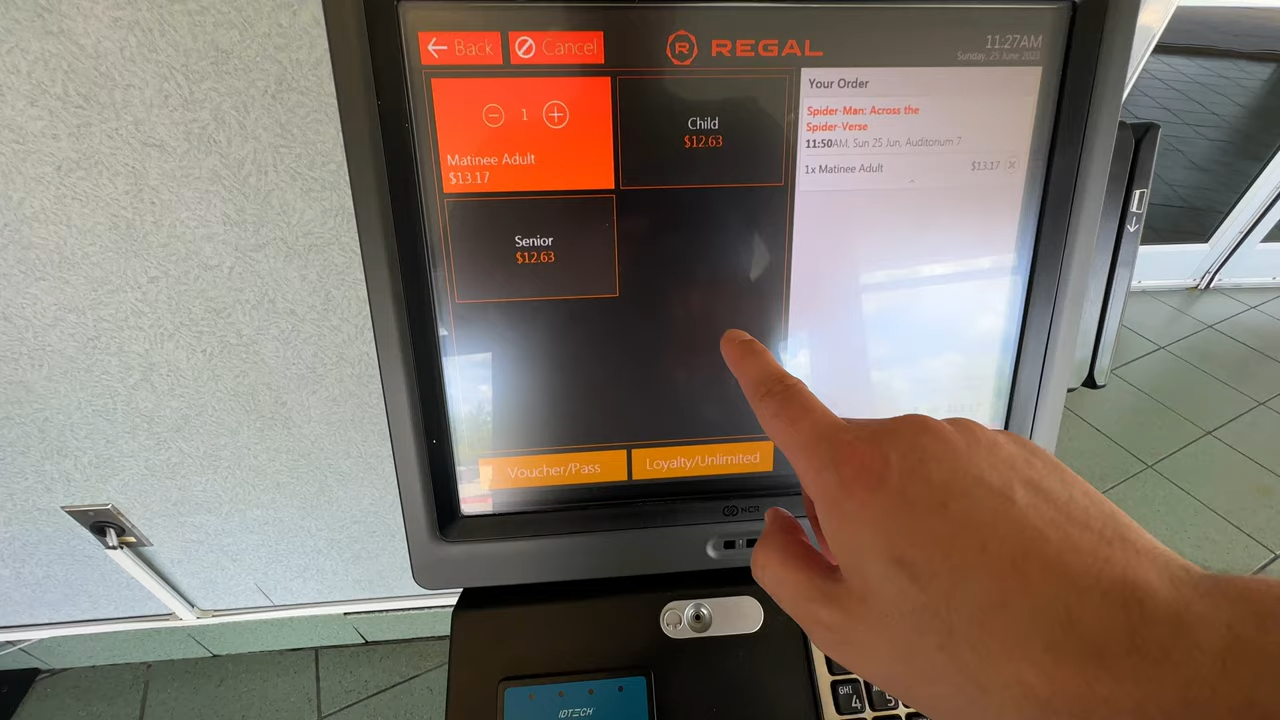 Back
Cancel
R REGAL
11:27AM
Sunday, 25 June 2023
1
Matinee Adult
$13.17
Child
$12.63
Senior
$12.63
Your Order
Spider-Man: Across the
Spider-Verse
11:50AM, Sun 25 Jun, Auditorium 7
1x Matinee Adult $13.17
Voucher/Pass
Loyalty/Unlimited
NCR
IDTECH
GHI
4
5